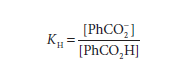 K_H = [PhCO₂⁻] / [PhCO₂H]